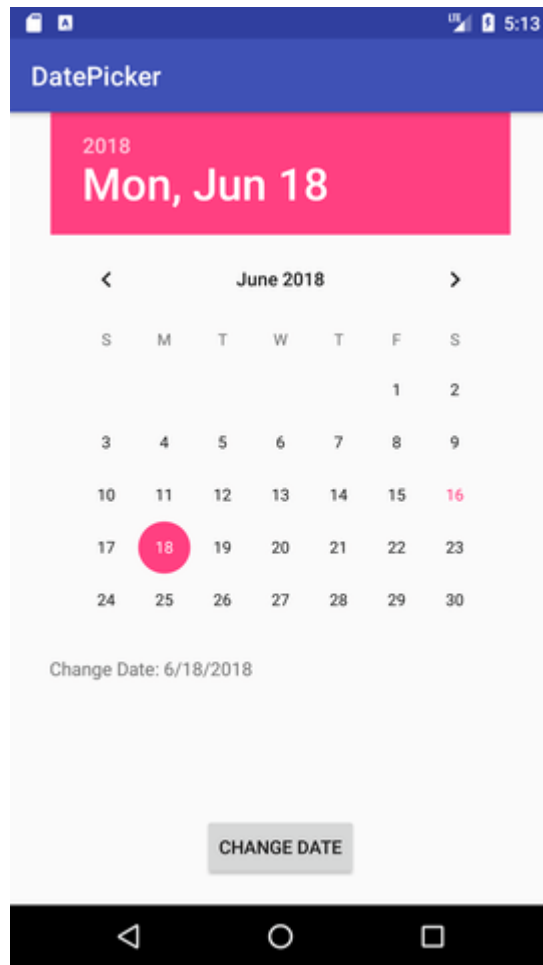 5:13
DatePicker
2018
Mon, Jun 18
June 2018
S M T W T F S
1 2
3 4 5 6 7 8 9
10 11 12 13 14 15 16
17 18 19 20 21 22 23
24 25 26 27 28 29 30
Change Date: 6/18/2018
CHANGE DATE